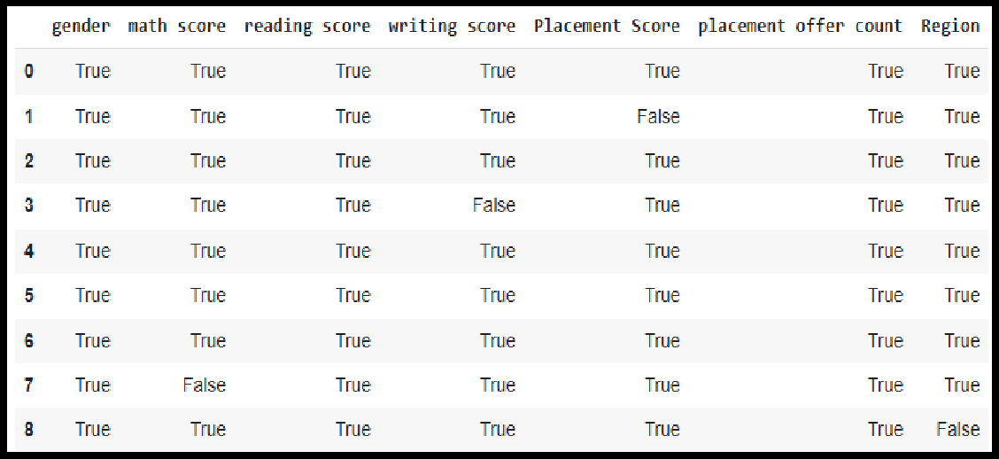 gender math score reading score writing score Placement Score placement offer count Region
0 True True True True True True True
1 True True True True False True True
2 True True True True True True True
3 True True True False True True True
4 True True True True True True True
5 True True True True True True True
6 True True True True True True True
7 True False True True True True True
8 True True True True True True False